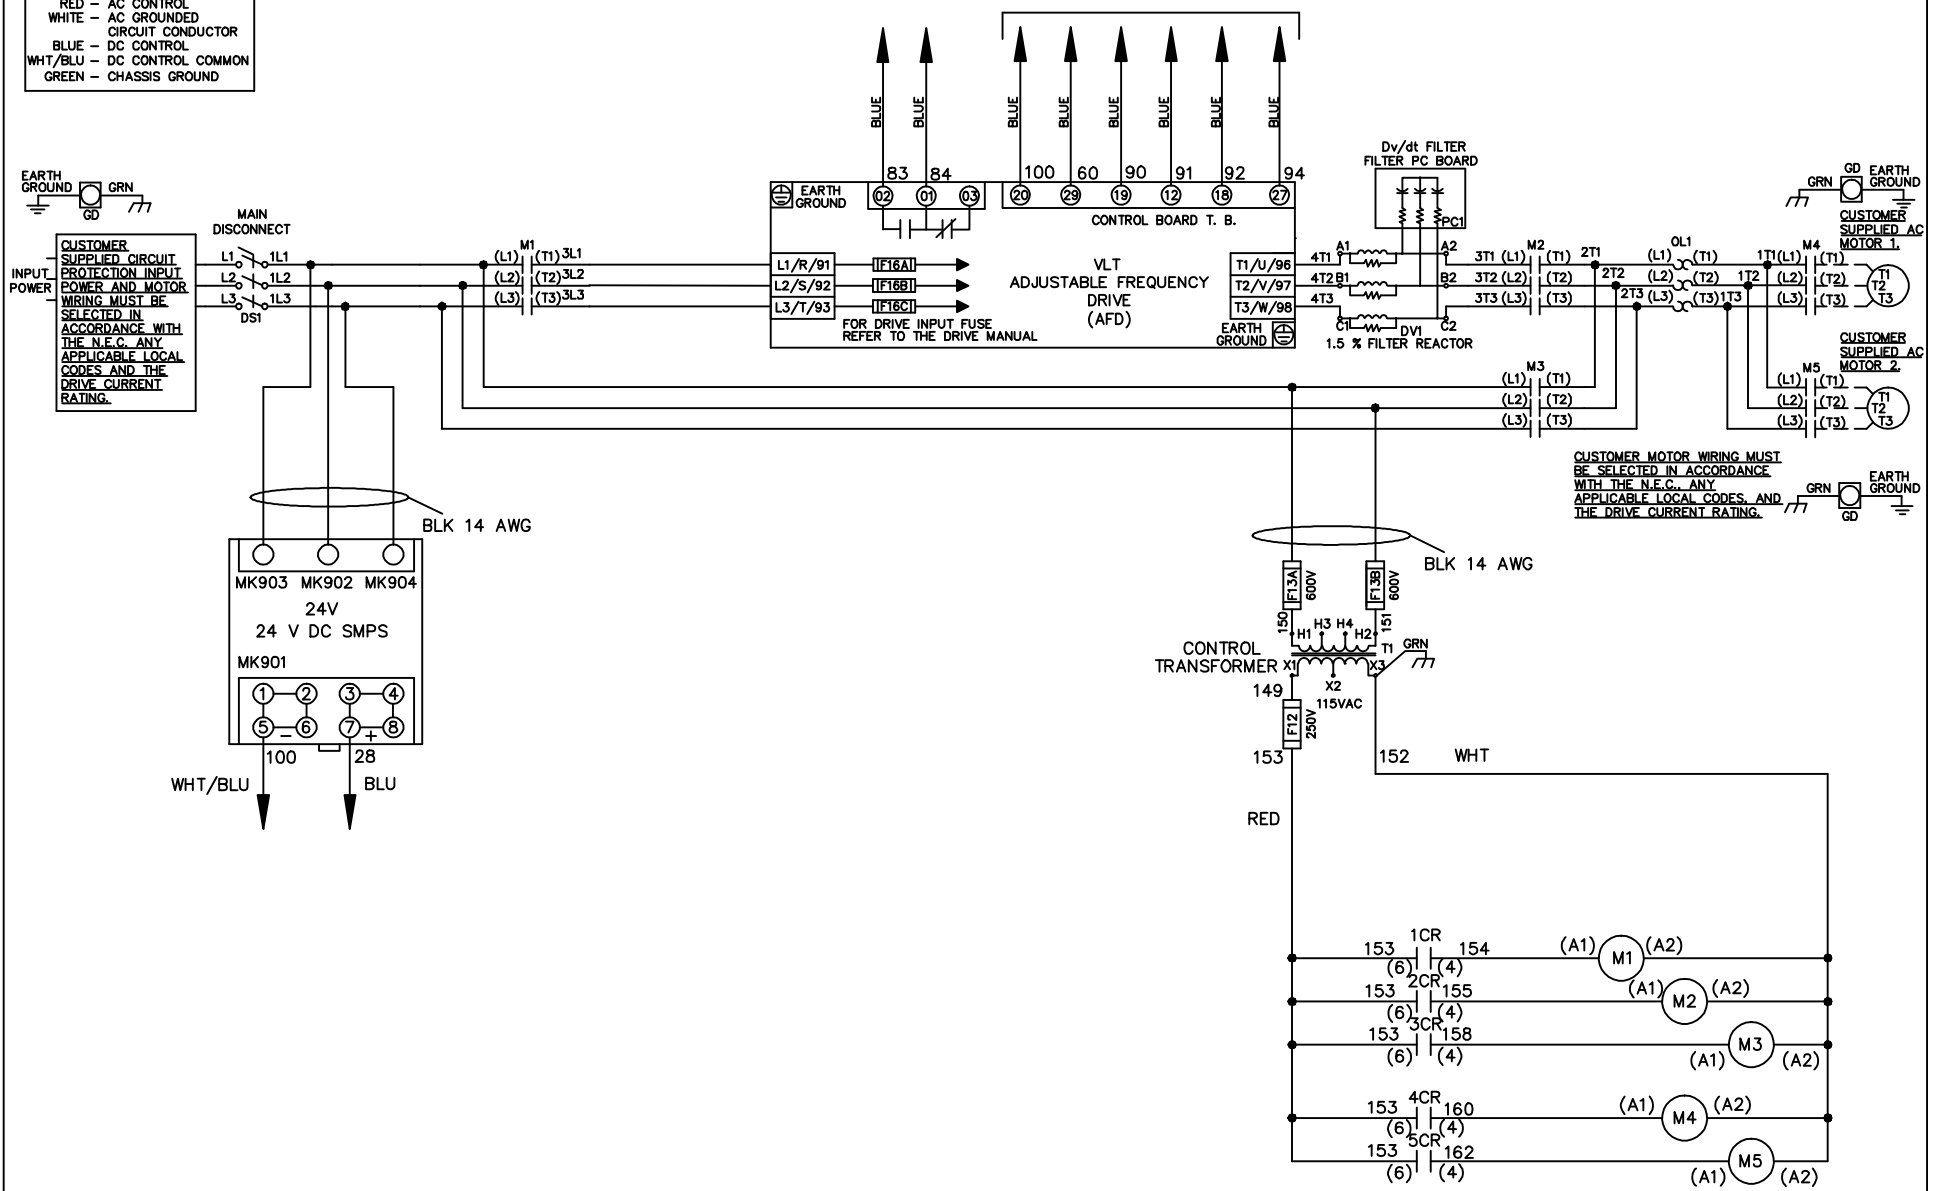 RED – AC CONTROL
WHITE – AC GROUNDED
CIRCUIT CONDUCTOR
BLUE – DC CONTROL
WHT/BLU – DC CONTROL COMMON
GREEN – CHASSIS GROUND
BLUE BLUE BLUE BLUE BLUE BLUE BLUE BLUE
83 84 100 60 90 91 92 94
EARTH
GROUND
GRN
GD
MAIN
DISCONNECT
CUSTOMER
SUPPLIED CIRCUIT
PROTECTION INPUT
POWER AND MOTOR
WIRING MUST BE
SELECTED IN
ACCORDANCE WITH
THE N.E.C. ANY
APPLICABLE LOCAL
CODES AND THE
DRIVE CURRENT
RATING.
INPUT
POWER
L1 1L1
L2 1L2
L3 1L3
DS1
M1
(L1) (T1) 3L1
(L2) (T2) 3L2
(L3) (T3) 3L3
EARTH
GROUND
02 01 03
20 29 19 12 18 27
CONTROL BOARD T. B.
L1/R/91 F16A
L2/S/92 F16B
L3/T/93 F16C
FOR DRIVE INPUT FUSE
REFER TO THE DRIVE MANUAL
VLT
ADJUSTABLE FREQUENCY
DRIVE
(AFD)
T1/U/96
T2/V/97
T3/W/98
EARTH
GROUND
Dv/dt FILTER
FILTER PC BOARD
PC1
4T1 A1 A2
4T2 B1 B2
4T3
C1 DV1 C2
1.5 % FILTER REACTOR
M2
3T1 (L1) (T1) 2T1
3T2 (L2) (T2) 2T2
3T3 (L3) (T3) 2T3
OL1
(L1) (T1) 1T1
(L2) (T2) 1T2
(L3) (T3) 1T3
M4
(L1) (T1)
(L2) (T2)
(L3) (T3)
T1
T2
T3
GRN
GD
EARTH
GROUND
CUSTOMER
SUPPLIED AC
MOTOR 1.
M3
(L1) (T1)
(L2) (T2)
(L3) (T3)
CUSTOMER
SUPPLIED AC
MOTOR 2.
M5
(L1) (T1)
(L2) (T2)
(L3) (T3)
T1
T2
T3
CUSTOMER MOTOR WIRING MUST
BE SELECTED IN ACCORDANCE
WITH THE N.E.C., ANY
APPLICABLE LOCAL CODES, AND
THE DRIVE CURRENT RATING.
GRN
GD
EARTH
GROUND
BLK 14 AWG
MK903 MK902 MK904
24V
24 V DC SMPS
MK901
1 2 3 4
5 – 6 7 + 8
100 28
WHT/BLU BLU
BLK 14 AWG
F13A 600V F13B 600V
150 151
H1 H3 H4 H2
T1
GRN
CONTROL
TRANSFORMER
X1 X2 X3
149
115VAC
F12 250V
153 152 WHT
RED
1CR
153 154 (A1) M1 (A2)
(6) (4)
2CR
153 155 (A1) M2 (A2)
(6) (4)
3CR
153 158 M3
(6) (4) (A1) (A2)
4CR
153 160 (A1) M4 (A2)
(6) (4)
5CR
153 162 M5
(6) (4) (A1) (A2)